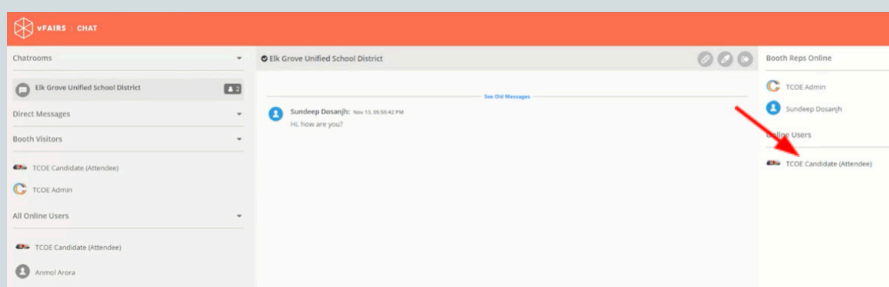 vFAIRS | CHAT
Chatrooms
Elk Grove Unified School District
2
Direct Messages
Booth Visitors
TCOE Candidate (Attendee)
TCOE Admin
All Online Users
TCOE Candidate (Attendee)
Anmol Arora
Elk Grove Unified School District
See Old Messages
Sundeep Dosanjh: Nov 13, 05:55:42 PM
Hi, how are you?
Booth Reps Online
TCOE Admin
Sundeep Dosanjh
Online Users
TCOE Candidate (Attendee)